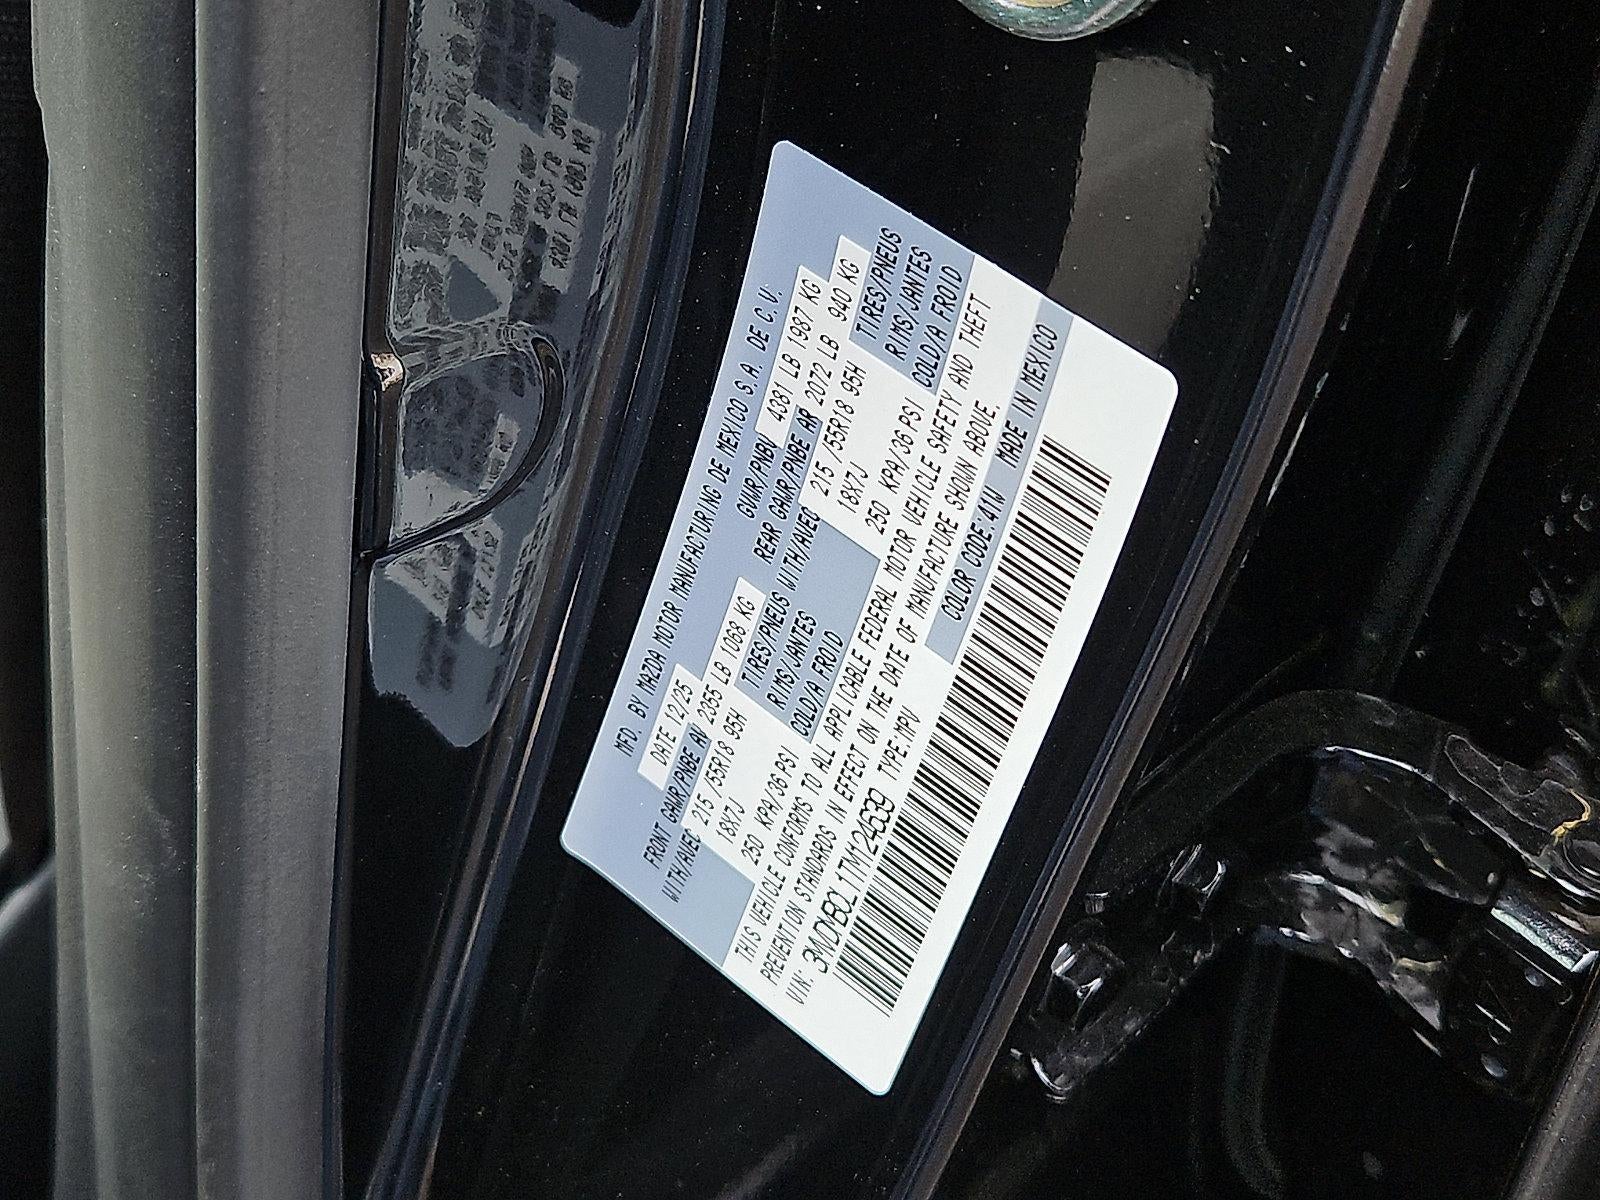 MFD. BY MAZDA MOTOR MANUFACTURING DE MEXICO S.A. DE C.V.
DATE 12/25 GVWR/PNBV 4381 LB 1987 KG
FRONT GAWR/PNBE AV 2355 LB 1068 KG REAR GAWR/PNBE AR 2072 LB 940 KG
WITH/AVEC 215 /55R18 95H TIRES/PNEUS WITH/AVEC 215 /55R18 95H TIRES/PNEUS
18X7J RIMS/JANTES 18X7J RIMS/JANTES
250 KPA/36 PSI COLD/A FROID 250 KPA/36 PSI COLD/A FROID
THIS VEHICLE CONFORMS TO ALL APPLICABLE FEDERAL MOTOR VEHICLE SAFETY AND THEFT
PREVENTION STANDARDS IN EFFECT ON THE DATE OF MANUFACTURE SHOWN ABOVE.
VIN: 3MVDMBCL1TM124639 TYPE:MPV COLOR CODE:41W MADE IN MEXICO